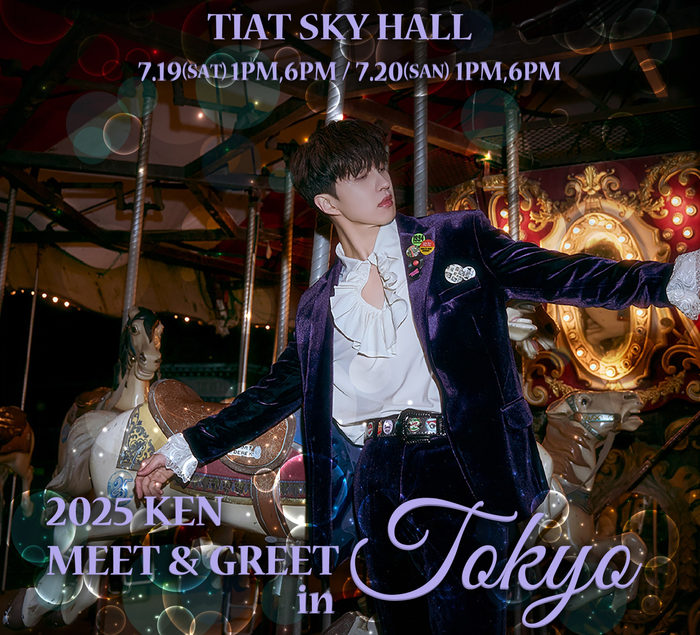 TIAT SKY HALL
7.19(SAT) 1PM,6PM / 7.20(SAN) 1PM,6PM
2025 KEN
MEET & GREET
in Tokyo